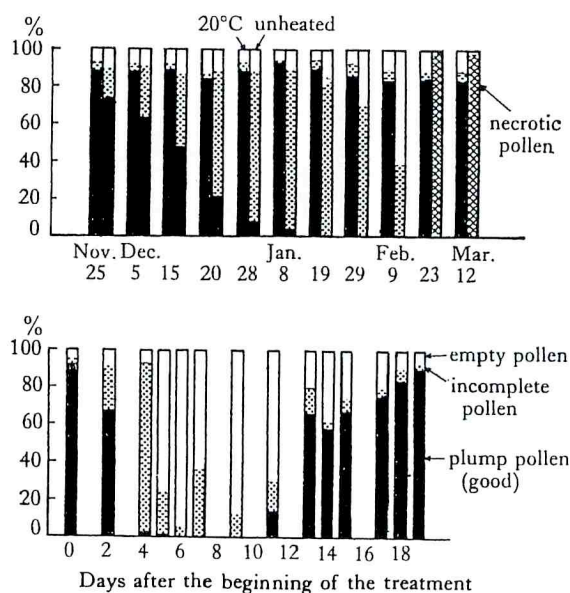 20°C unheated
%
100
80
60
40
20
0
necrotic
pollen
Nov. Dec. Jan. Feb. Mar.
25 5 15 20 28 8 19 29 9 23 12
%
100
80
60
40
20
0
empty pollen
incomplete
pollen
plump pollen
(good)
0 2 4 6 8 10 12 14 16 18
Days after the beginning of the treatment